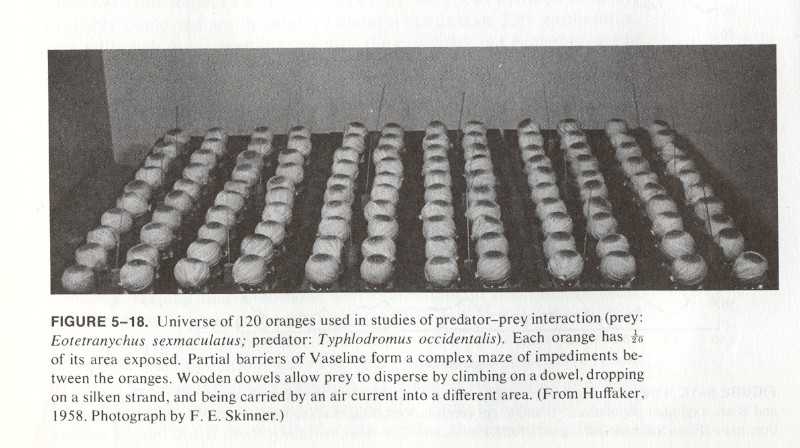 FIGURE 5–18. Universe of 120 oranges used in studies of predator–prey interaction (prey:
Eotetranychus sexmaculatus; predator: Typhlodromus occidentalis). Each orange has 1/20
of its area exposed. Partial barriers of Vaseline form a complex maze of impediments be-
tween the oranges. Wooden dowels allow prey to disperse by climbing on a dowel, dropping
on a silken strand, and being carried by an air current into a different area. (From Huffaker,
1958. Photograph by F. E. Skinner.)